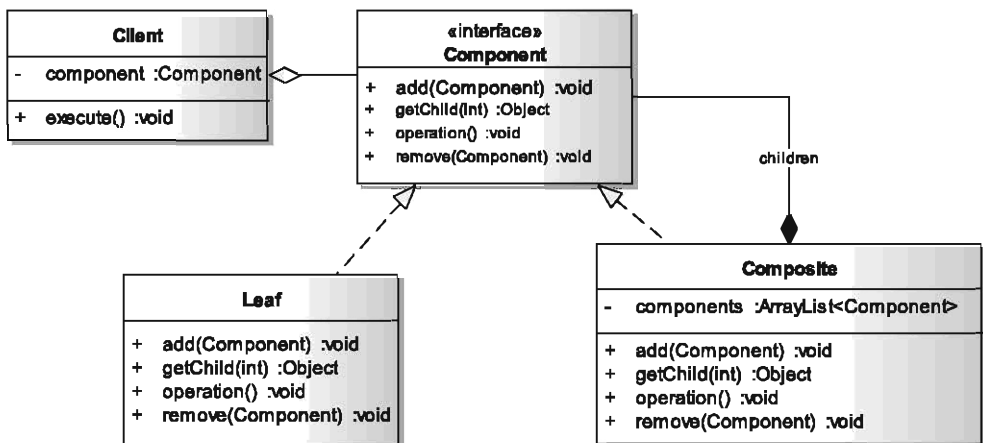 Client
- component :Component
+ execute() :void
«interface»
Component
+ add(Component) :void
+ getChild(int) :Object
+ operation() :void
+ remove(Component) :void
children
Leaf
+ add(Component) :void
+ getChild(int) :Object
+ operation() :void
+ remove(Component) :void
Composite
- components :ArrayList<Component>
+ add(Component) :void
+ getChild(int) :Object
+ operation() :void
+ remove(Component) :void